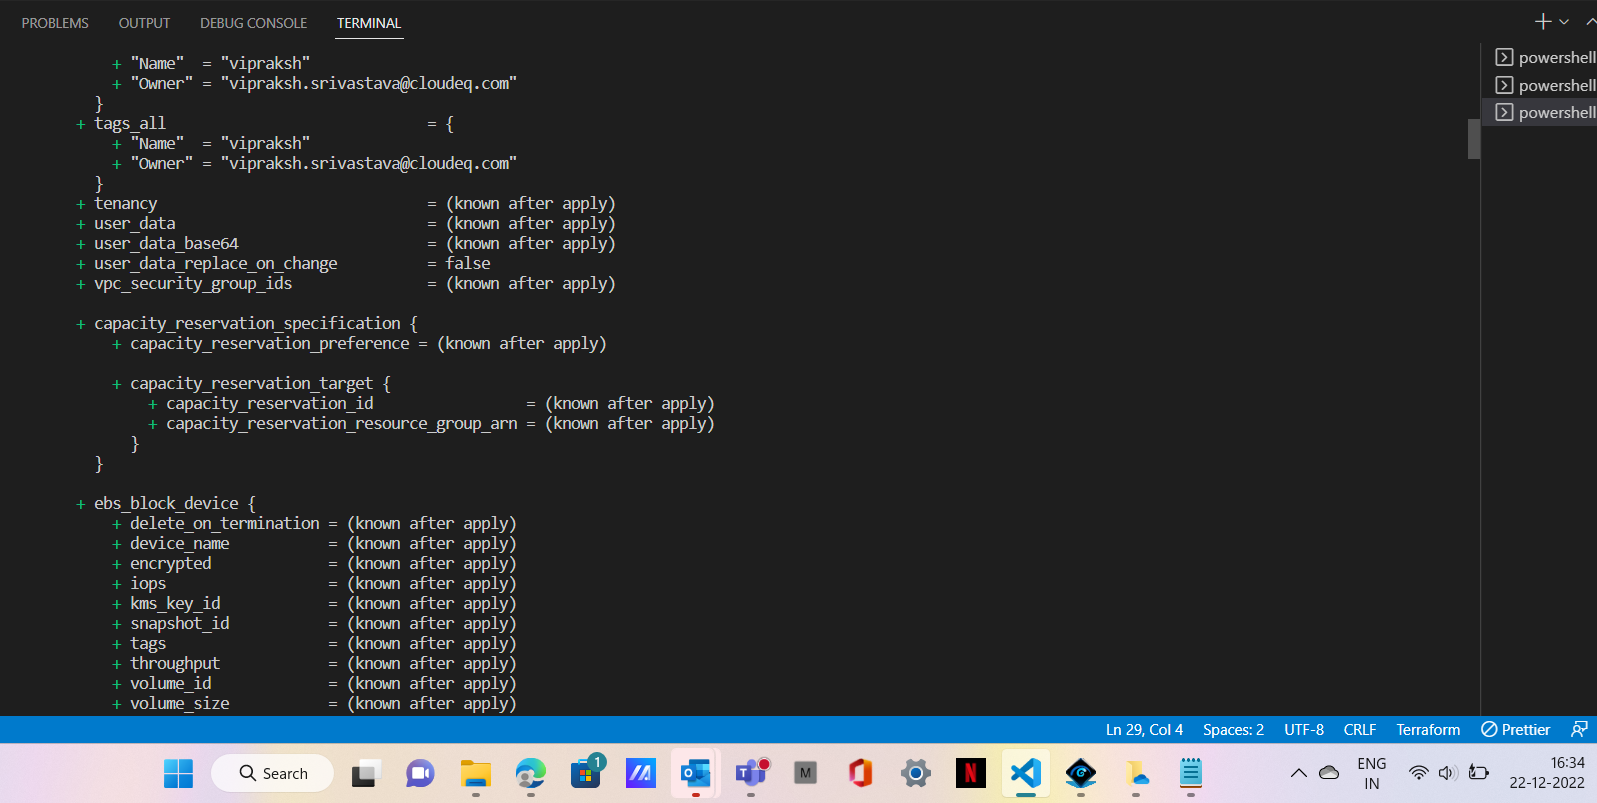 PROBLEMS OUTPUT DEBUG CONSOLE TERMINAL
+ "Name"  = "vipraksh"
+ "Owner" = "vipraksh.srivastava@cloudeq.com"
}
+ tags_all = {
+ "Name"  = "vipraksh"
+ "Owner" = "vipraksh.srivastava@cloudeq.com"
}
+ tenancy = (known after apply)
+ user_data = (known after apply)
+ user_data_base64 = (known after apply)
+ user_data_replace_on_change = false
+ vpc_security_group_ids = (known after apply)
+ capacity_reservation_specification {
+ capacity_reservation_preference = (known after apply)
+ capacity_reservation_target {
+ capacity_reservation_id = (known after apply)
+ capacity_reservation_resource_group_arn = (known after apply)
}
}
+ ebs_block_device {
+ delete_on_termination = (known after apply)
+ device_name = (known after apply)
+ encrypted = (known after apply)
+ iops = (known after apply)
+ kms_key_id = (known after apply)
+ snapshot_id = (known after apply)
+ tags = (known after apply)
+ throughput = (known after apply)
+ volume_id = (known after apply)
+ volume_size = (known after apply)
powershell
powershell
powershell
Ln 29, Col 4 Spaces: 2 UTF-8 CRLF Terraform Prettier
Search
1
M
N
ENG
IN
16:34
22-12-2022